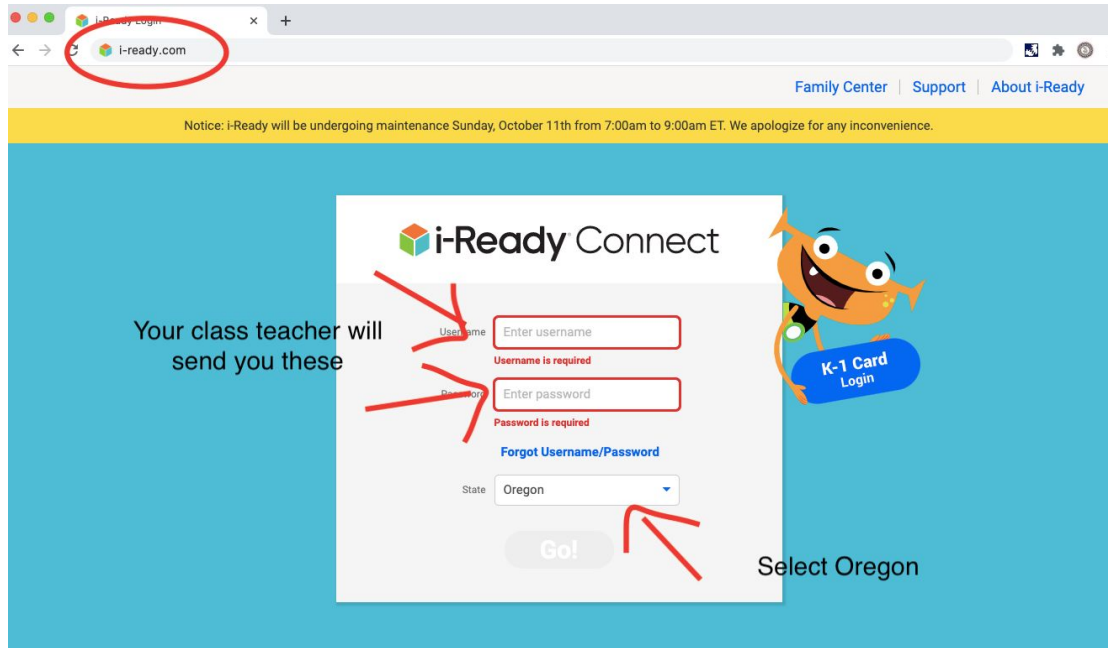 i-Ready Login
i-ready.com
Family Center | Support | About i-Ready
Notice: i-Ready will be undergoing maintenance Sunday, October 11th from 7:00am to 9:00am ET. We apologize for any inconvenience.
i-Ready Connect
Your class teacher will
send you these
Username
Enter username
Username is required
Password
Enter password
Password is required
Forgot Username/Password
State
Oregon
Go!
K-1 Card
Login
Select Oregon